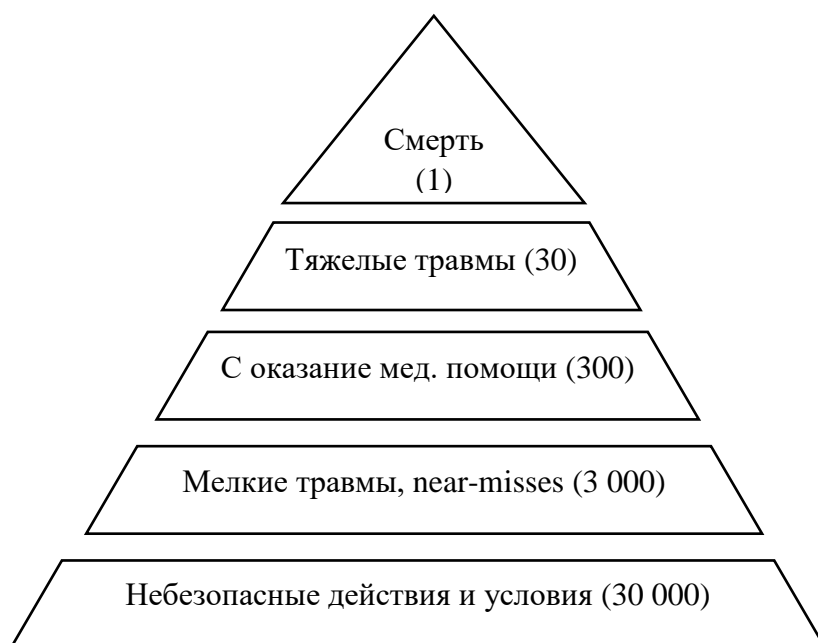 Смерть
(1)
Тяжелые травмы (30)
С оказание мед. помощи (300)
Мелкие травмы, near-misses (3 000)
Небезопасные действия и условия (30 000)